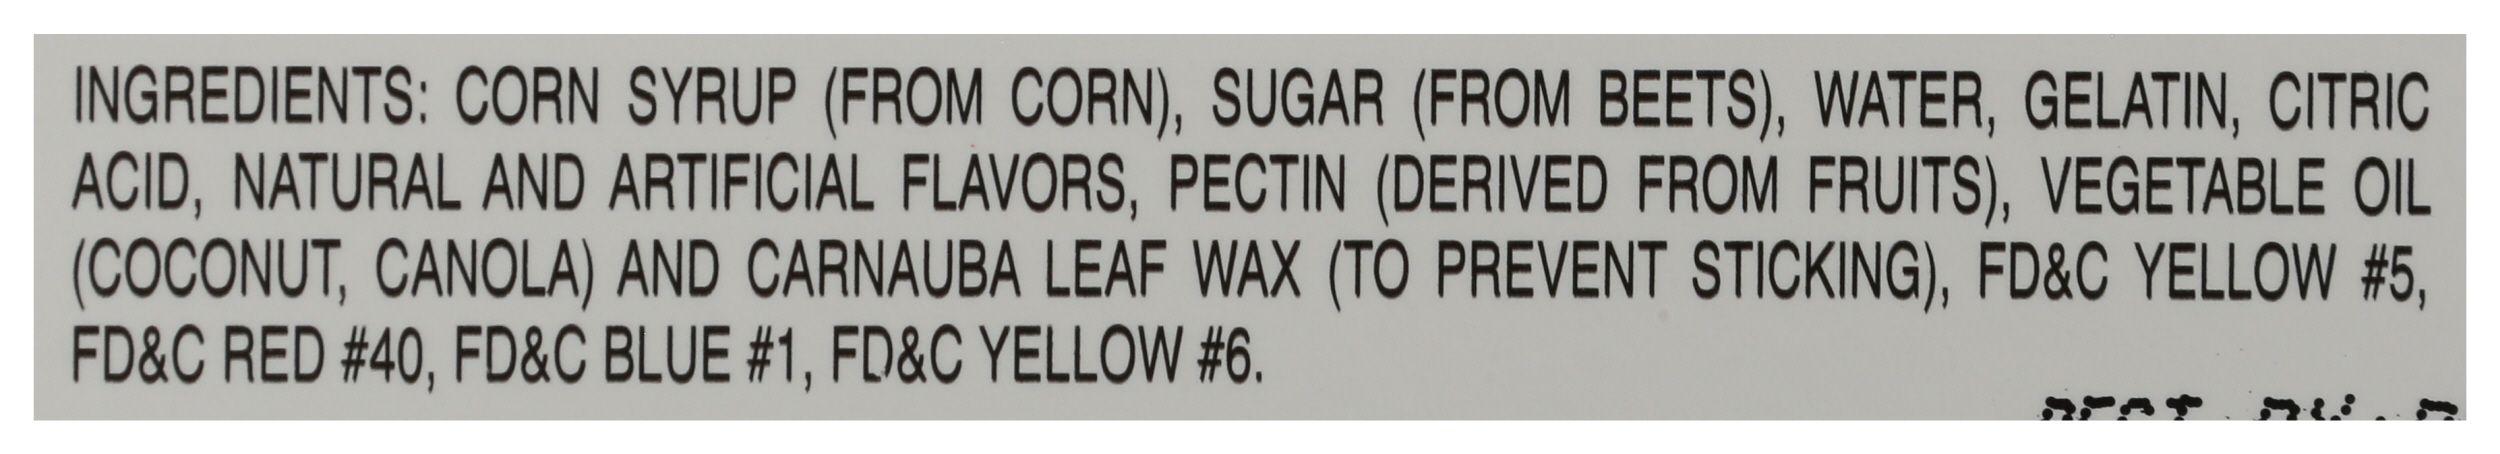 INGREDIENTS: CORN SYRUP (FROM CORN), SUGAR (FROM BEETS), WATER, GELATIN, CITRIC
ACID, NATURAL AND ARTIFICIAL FLAVORS, PECTIN (DERIVED FROM FRUITS), VEGETABLE OIL
(COCONUT, CANOLA) AND CARNAUBA LEAF WAX (TO PREVENT STICKING), FD&C YELLOW #5,
FD&C RED #40, FD&C BLUE #1, FD&C YELLOW #6.